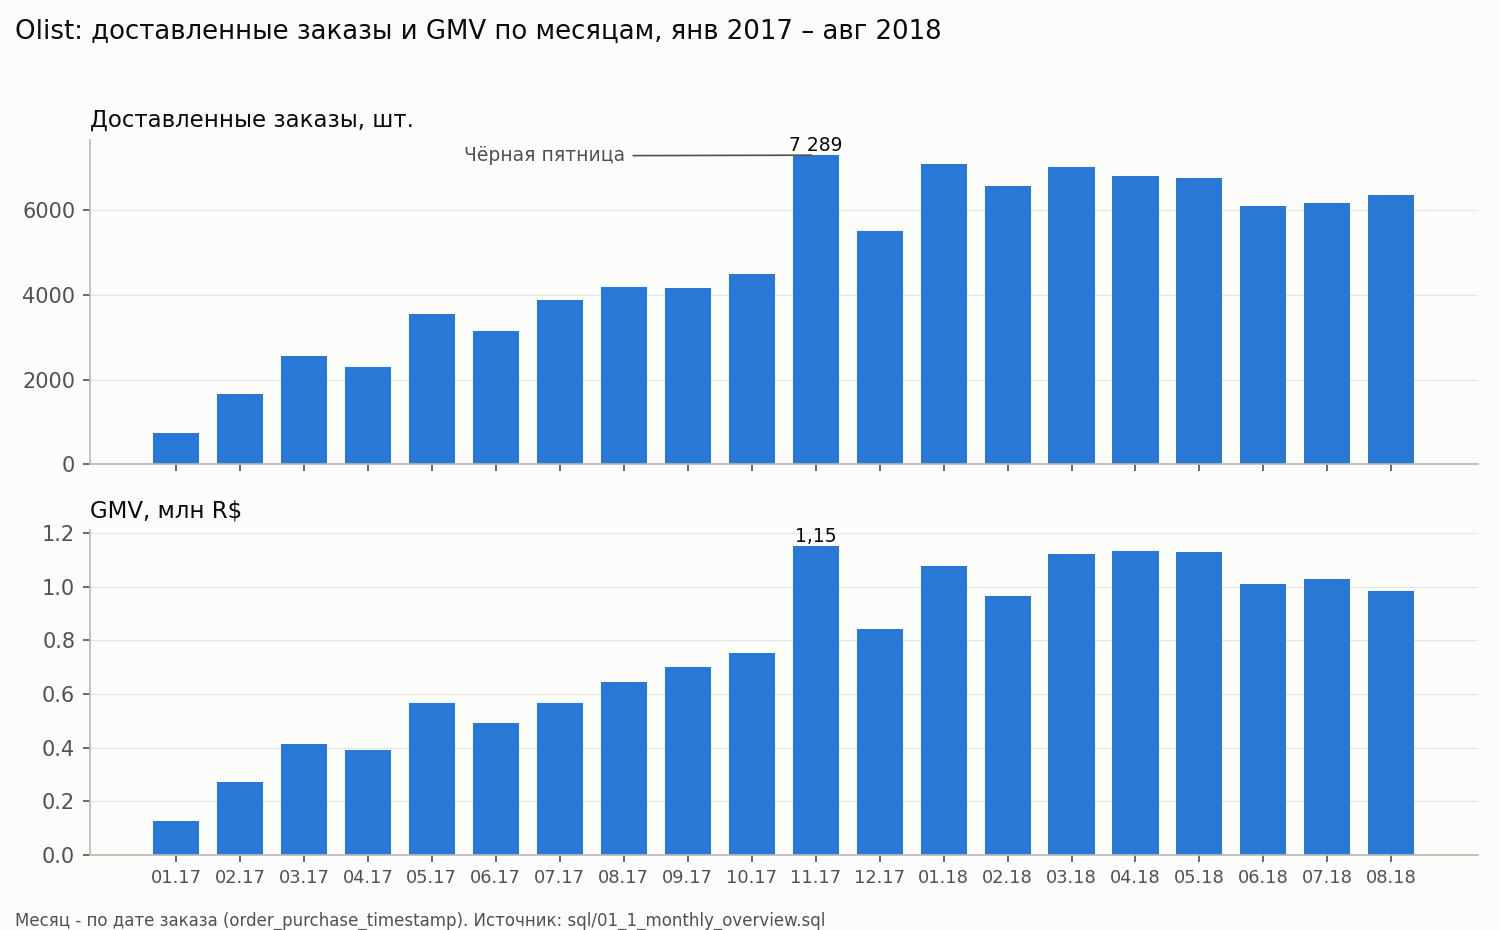 Olist: доставленные заказы и GMV по месяцам, янв 2017 – авг 2018
Доставленные заказы, шт.
7 289
Чёрная пятница
6000
4000
2000
0
GMV, млн R$
1.2
1,15
1.0
0.8
0.6
0.4
0.2
0.0
01.17 02.17 03.17 04.17 05.17 06.17 07.17 08.17 09.17 10.17 11.17 12.17 01.18 02.18 03.18 04.18 05.18 06.18 07.18 08.18
Месяц - по дате заказа (order_purchase_timestamp). Источник: sql/01_1_monthly_overview.sql